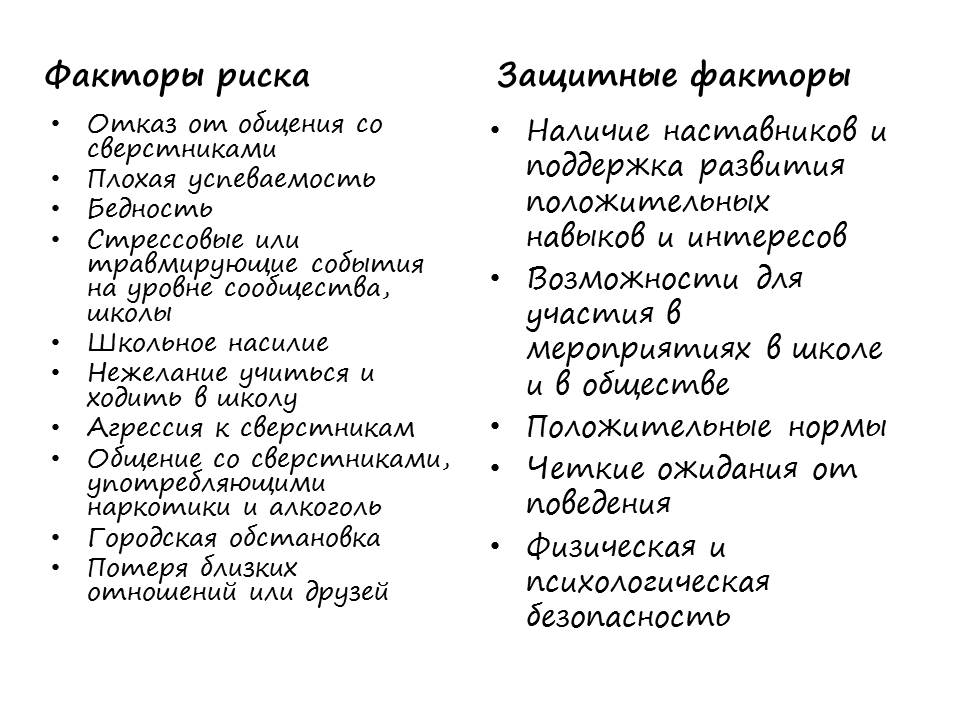 Факторы риска
• Отказ от общения со
сверстниками
• Плохая успеваемость
• Бедность
• Стрессовые или
травмирующие события
на уровне сообщества,
школы
• Школьное насилие
• Нежелание учиться и
ходить в школу
• Агрессия к сверстникам
• Общение со сверстниками,
употребляющими
наркотики и алкоголь
• Городская обстановка
• Потеря близких
отношений или друзей
Защитные факторы
• Наличие наставников и
поддержка развития
положительных
навыков и интересов
• Возможности для
участия в
мероприятиях в школе
и в обществе
• Положительные нормы
• Четкие ожидания от
поведения
• Физическая и
психологическая
безопасность